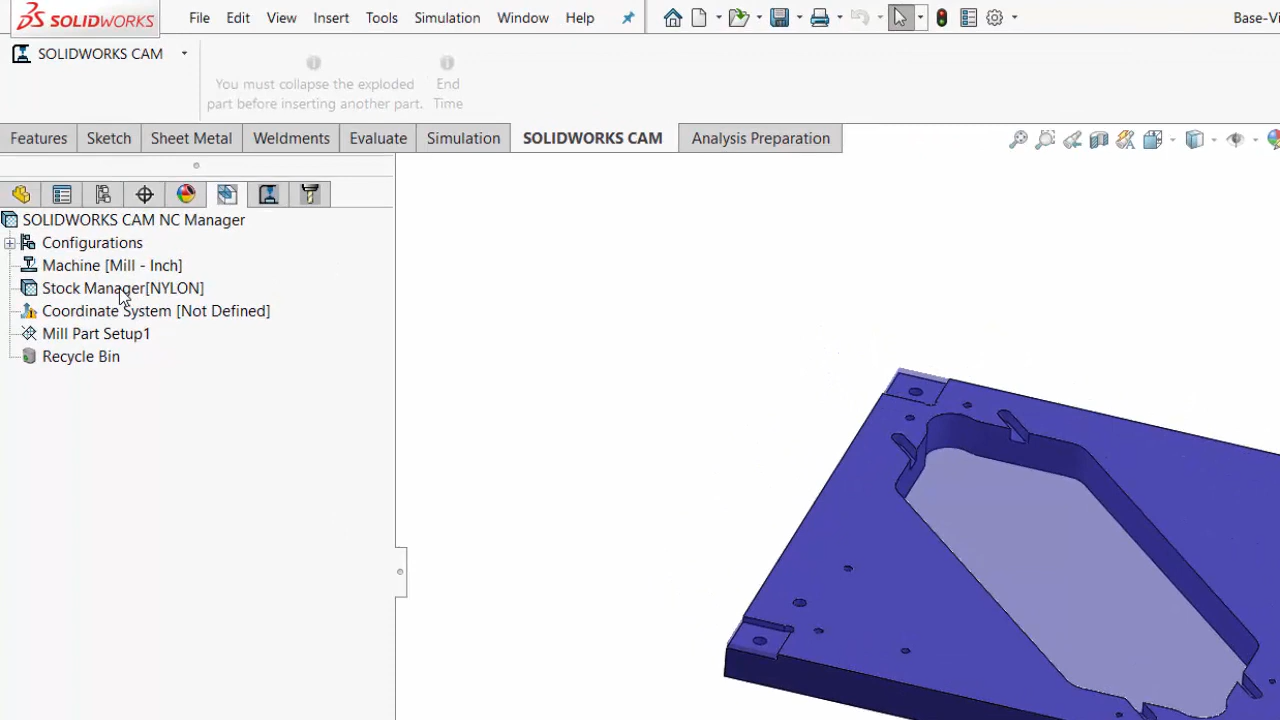 SOLIDWORKS File Edit View Insert Tools Simulation Window Help
SOLIDWORKS CAM
You must collapse the exploded
part before inserting another part.
End
Time
Features Sketch Sheet Metal Weldments Evaluate Simulation SOLIDWORKS CAM Analysis Preparation
SOLIDWORKS CAM NC Manager
Configurations
Machine [Mill - Inch]
Stock Manager[NYLON]
Coordinate System [Not Defined]
Mill Part Setup1
Recycle Bin